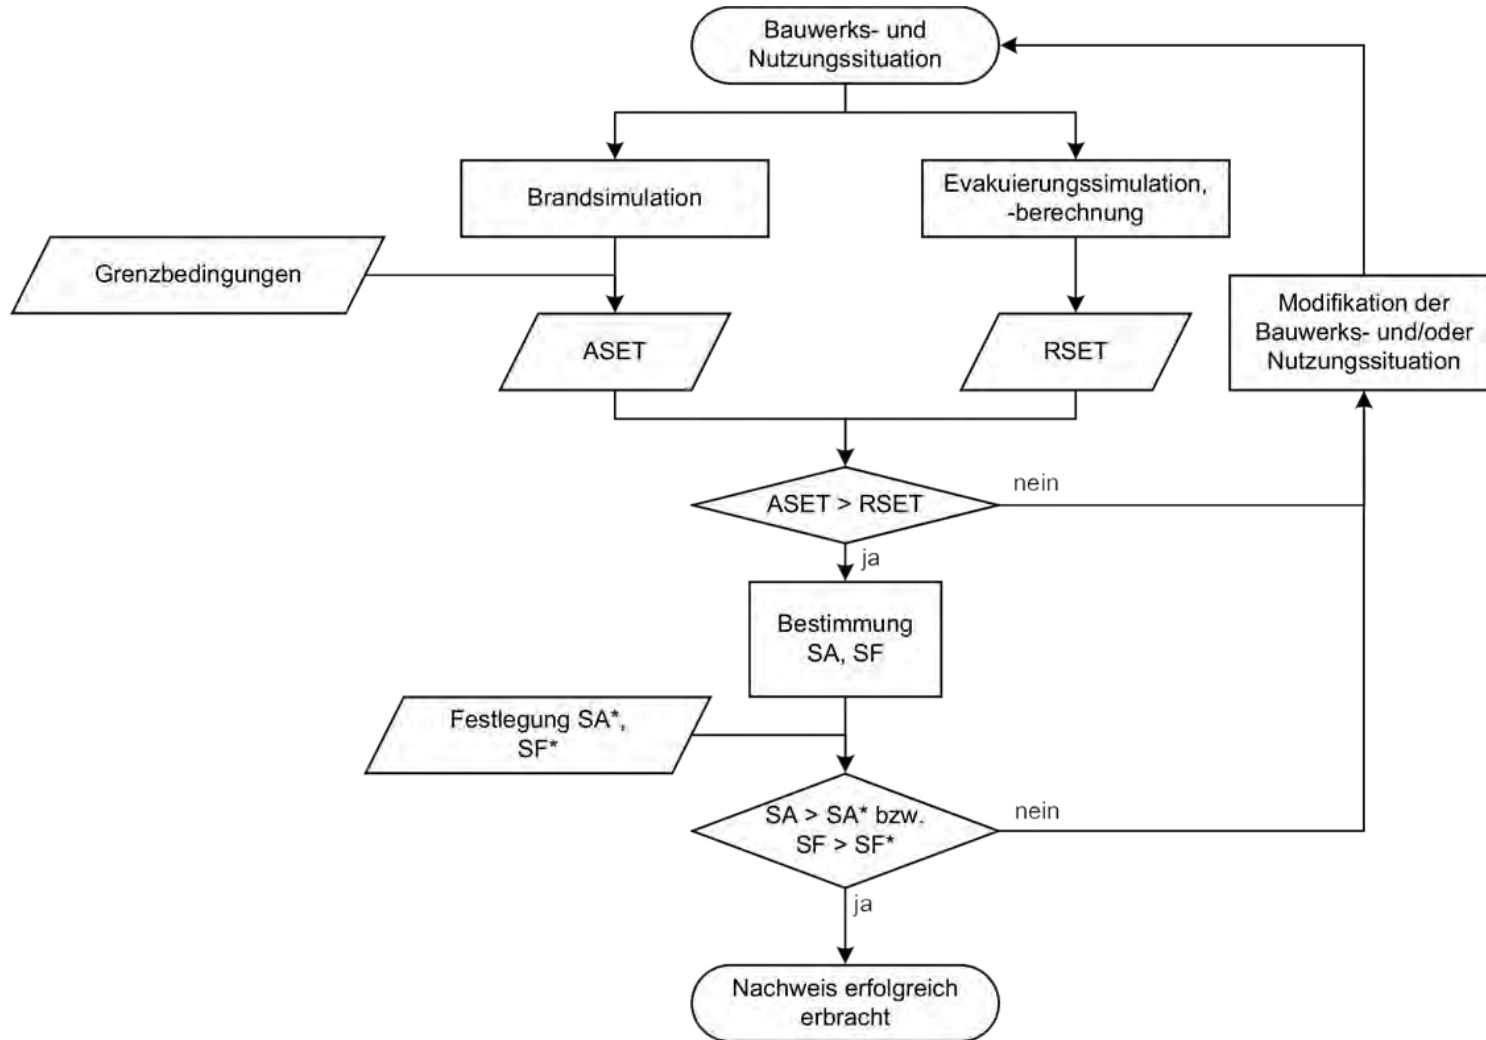 Bauwerks- und
Nutzungssituation
Brandsimulation
Evakuierungssimulation,
-berechnung
Grenzbedingungen
ASET
RSET
Modifikation der
Bauwerks- und/oder
Nutzungssituation
ASET > RSET
nein
ja
Bestimmung
SA, SF
Festlegung SA*,
SF*
SA > SA* bzw.
SF > SF*
nein
ja
Nachweis erfolgreich
erbracht